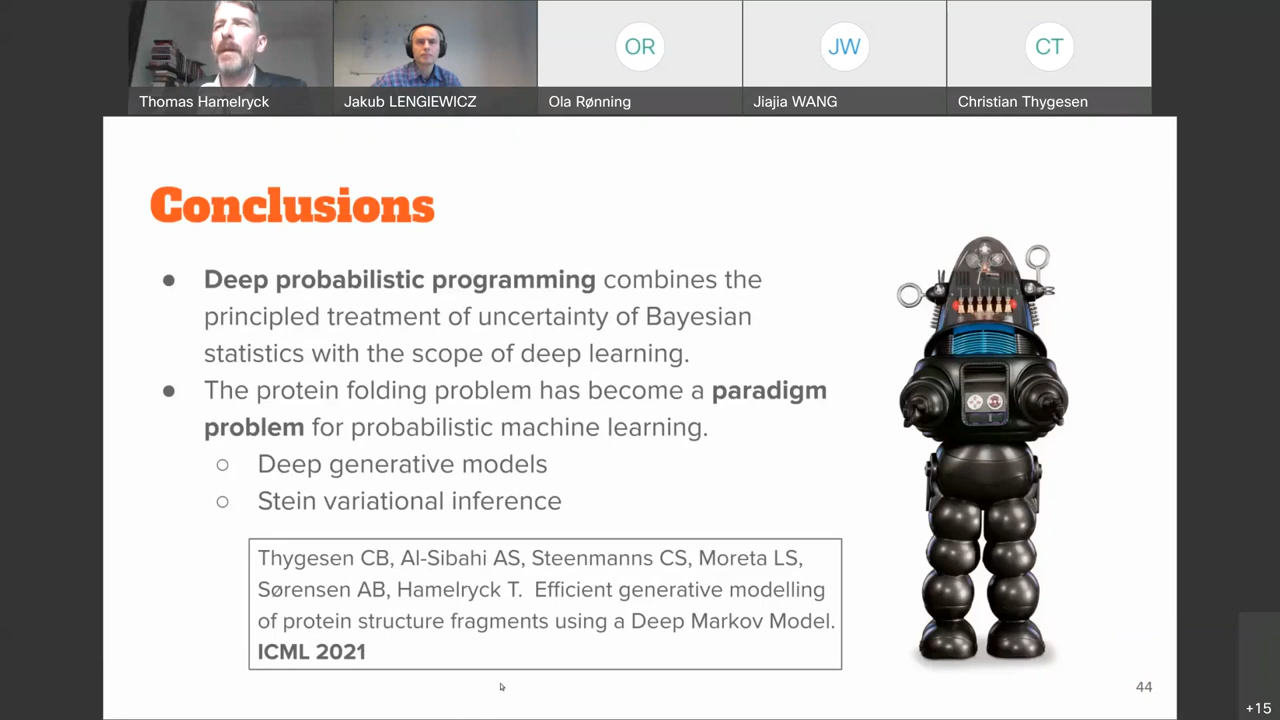 OR
JW
CT
Thomas Hamelryck
Jakub LENGIEWICZ
Ola Rønning
Jiajia WANG
Christian Thygesen
Conclusions
● Deep probabilistic programming combines the
principled treatment of uncertainty of Bayesian
statistics with the scope of deep learning.
● The protein folding problem has become a paradigm
problem for probabilistic machine learning.
○ Deep generative models
○ Stein variational inference
Thygesen CB, Al-Sibahi AS, Steenmanns CS, Moreta LS,
Sørensen AB, Hamelryck T. Efficient generative modelling
of protein structure fragments using a Deep Markov Model.
ICML 2021
44
+15